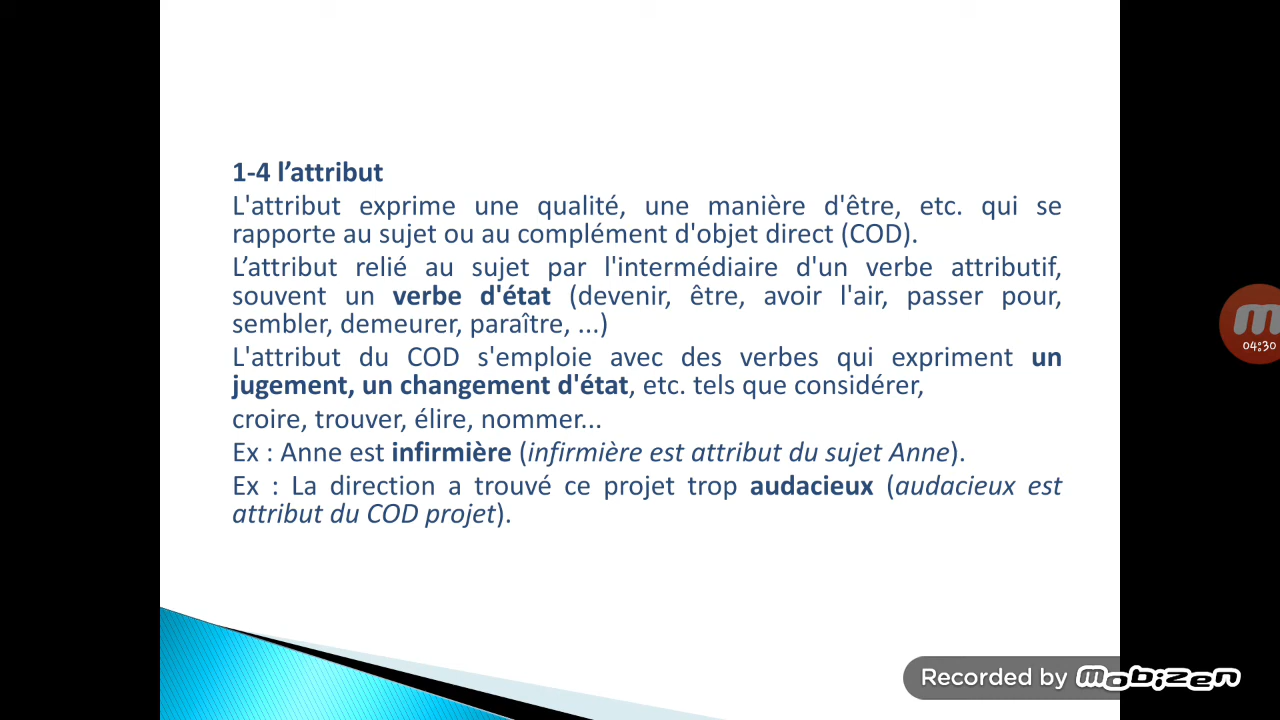 1-4 l’attribut
L'attribut exprime une qualité, une manière d'être, etc. qui se
rapporte au sujet ou au complément d'objet direct (COD).
L’attribut relié au sujet par l'intermédiaire d'un verbe attributif,
souvent un verbe d'état (devenir, être, avoir l'air, passer pour,
sembler, demeurer, paraître, ...)
L'attribut du COD s'emploie avec des verbes qui expriment un
jugement, un changement d'état, etc. tels que considérer,
croire, trouver, élire, nommer...
Ex : Anne est infirmière (infirmière est attribut du sujet Anne).
Ex : La direction a trouvé ce projet trop audacieux (audacieux est
attribut du COD projet).
m
04:30
Recorded by mobizen